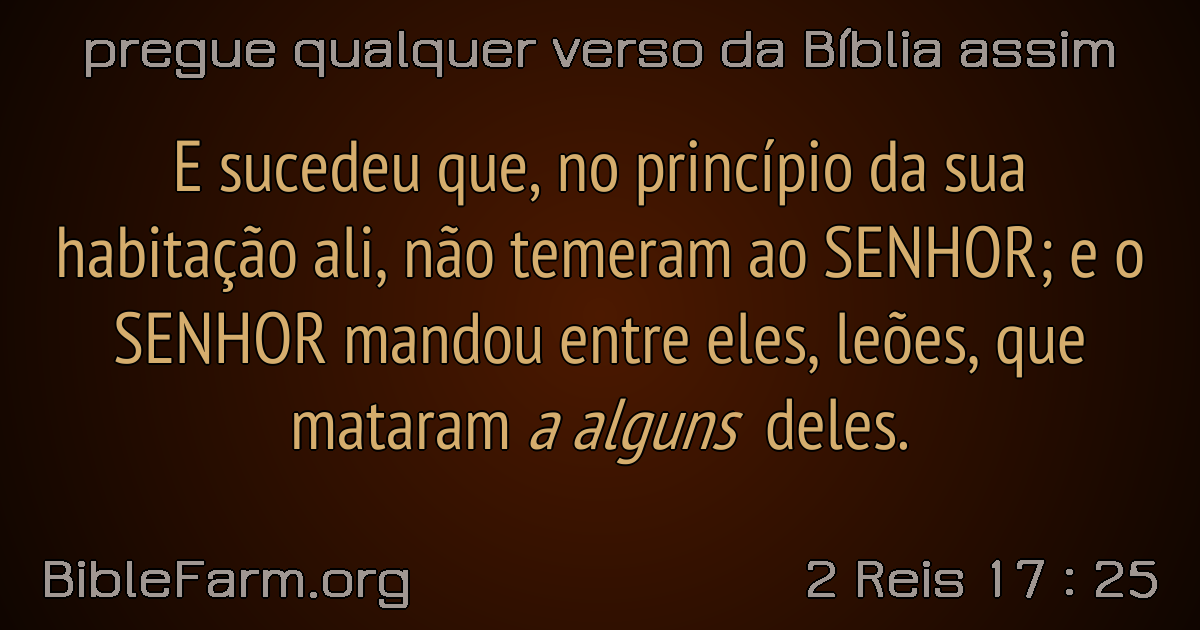 pregue qualquer verso da Bíblia assim
E sucedeu que, no princípio da sua
habitação ali, não temeram ao SENHOR; e o
SENHOR mandou entre eles, leões, que
mataram a alguns deles.
BibleFarm.org
2 Reis 17 : 25